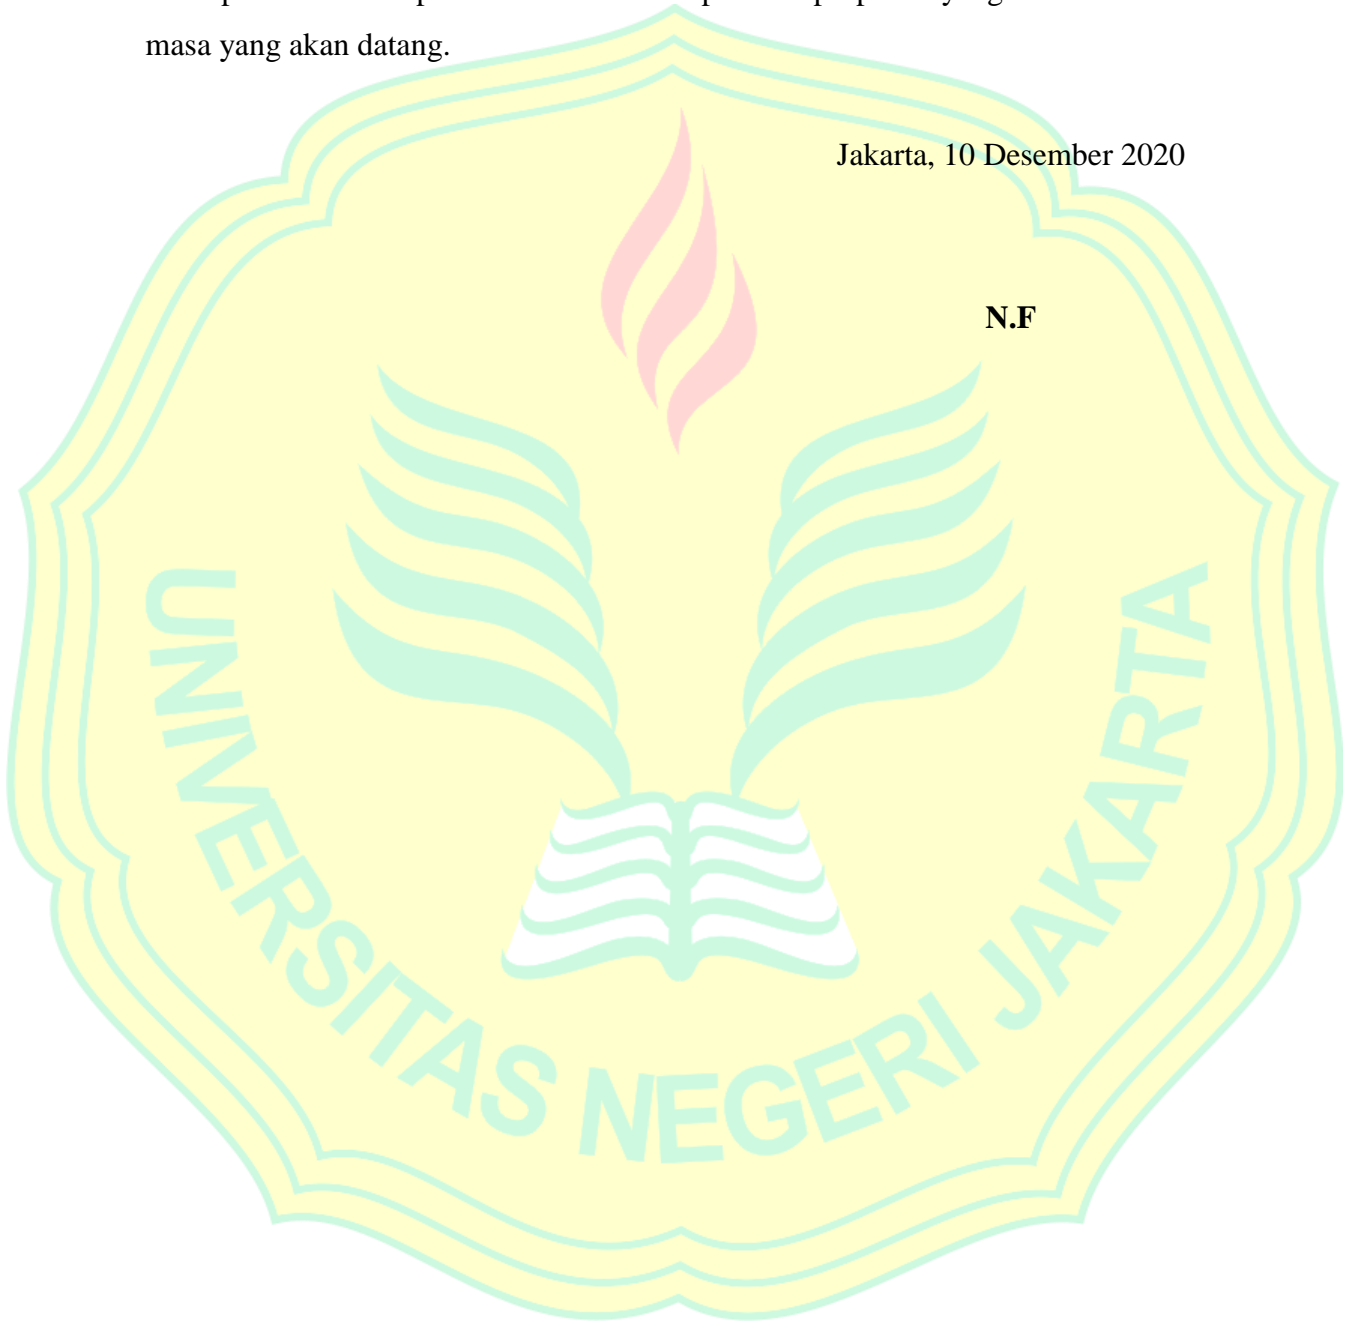 masa yang akan datang.
Jakarta, 10 Desember 2020
N.F
UNIVERSITAS NEGERI JAKARTA